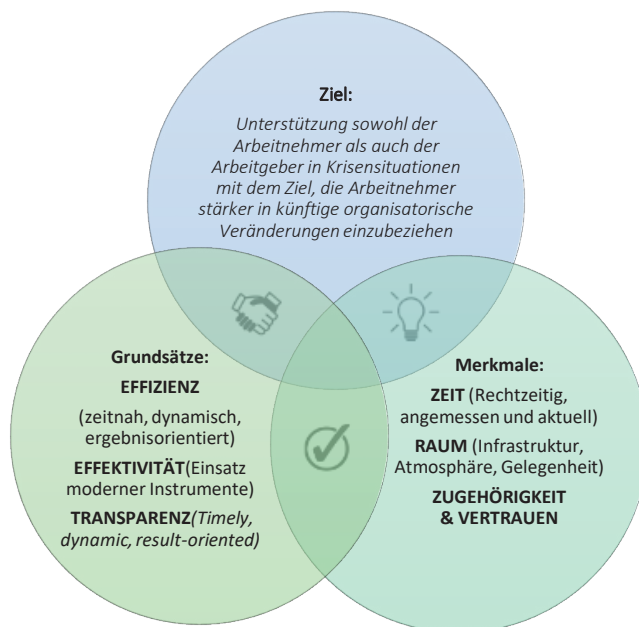 Ziel:
Unterstützung sowohl der
Arbeitnehmer als auch der
Arbeitgeber in Krisensituationen
mit dem Ziel, die Arbeitnehmer
stärker in künftige organisatorische
Veränderungen einzubeziehen
Grundsätze:
EFFIZIENZ
(zeitnah, dynamisch,
ergebnisorientiert)
EFFEKTIVITÄT(Einsatz
moderner Instrumente)
TRANSPARENZ(Timely,
dynamic, result-oriented)
Merkmale:
ZEIT (Rechtzeitig,
angemessen und aktuell)
RAUM (Infrastruktur,
Atmosphäre, Gelegenheit)
ZUGEHÖRIGKEIT
& VERTRAUEN